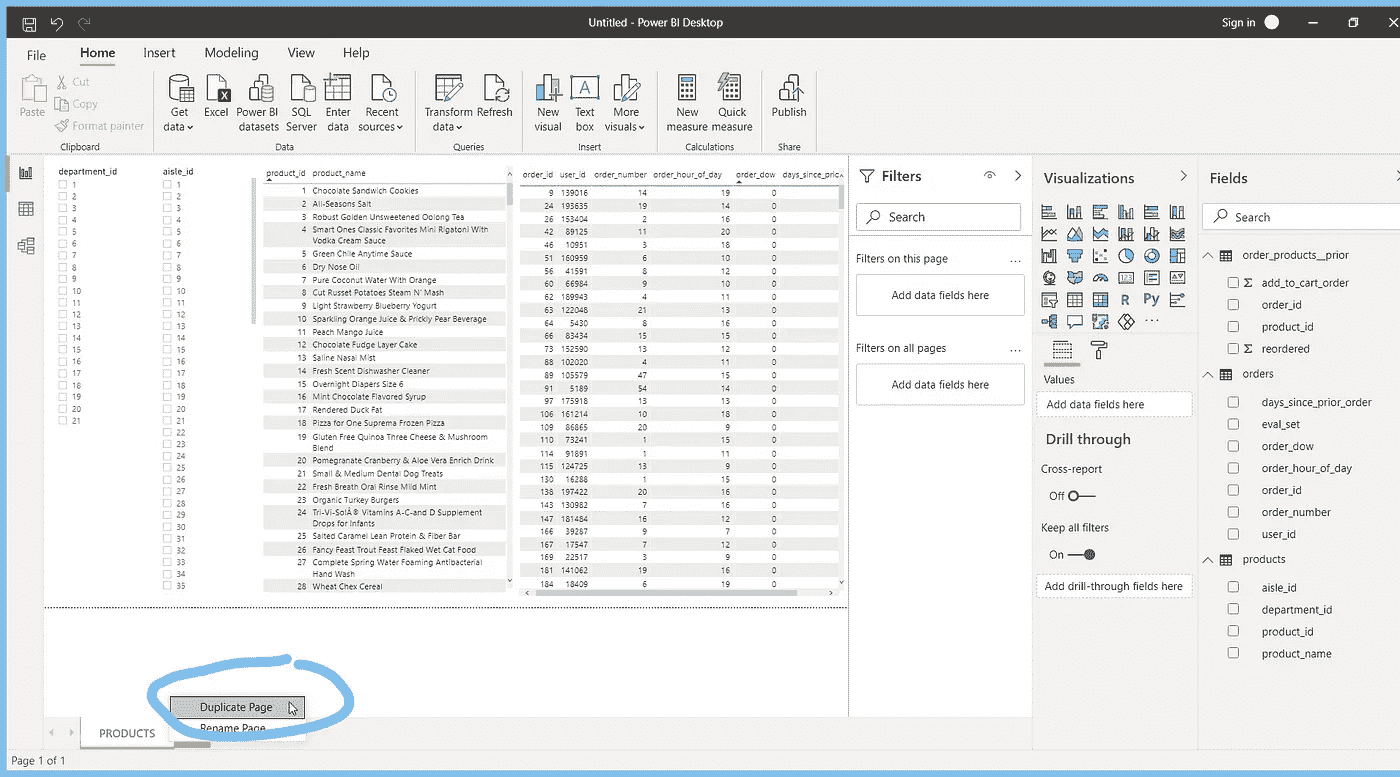 Untitled - Power BI Desktop
Sign in
File Home Insert Modeling View Help
Paste
Cut
Copy
Format painter
Get data
Excel
Power BI datasets
SQL Server
Enter data
Recent sources
Transform data
Refresh
New visual
Text box
More visuals
New measure
Quick measure
Publish
Clipboard Data Queries Insert Calculations Share
department_id
1
2
3
4
5
6
7
8
9
10
11
12
13
14
15
16
17
18
19
20
21
aisle_id
1
2
3
4
5
6
7
8
9
10
11
12
13
14
15
16
17
18
19
20
21
22
23
24
25
26
27
28
29
30
31
32
33
34
35
product_id product_name
1 Chocolate Sandwich Cookies
2 All-Seasons Salt
3 Robust Golden Unsweetened Oolong Tea
4 Smart Ones Classic Favorites Mini Rigatoni With
Vodka Cream Sauce
5 Green Chile Anytime Sauce
6 Dry Nose Oil
7 Pure Coconut Water With Orange
8 Cut Russet Potatoes Steam N' Mash
9 Light Strawberry Blueberry Yogurt
10 Sparkling Orange Juice & Prickly Pear Beverage
11 Peach Mango Juice
12 Chocolate Fudge Layer Cake
13 Saline Nasal Mist
14 Fresh Scent Dishwasher Cleaner
15 Overnight Diapers Size 6
16 Mint Chocolate Flavored Syrup
17 Rendered Duck Fat
18 Pizza for One Suprema Frozen Pizza
19 Gluten Free Quinoa Three Cheese & Mushroom
Blend
20 Pomegranate Cranberry & Aloe Vera Enrich Drink
21 Small & Medium Dental Dog Treats
22 Fresh Breath Oral Rinse Mild Mint
23 Organic Turkey Burgers
24 Tri-Vi-SolÂ® Vitamins A-C-and D Supplement
Drops for Infants
25 Salted Caramel Lean Protein & Fiber Bar
26 Fancy Feast Trout Feast Flaked Wet Cat Food
27 Complete Spring Water Foaming Antibacterial
Hand Wash
28 Wheat Chex Cereal
order_id user_id order_number order_hour_of_day order_dow days_since_prio
9 139016 14 19 0
24 193635 19 14 0
26 153404 2 16 0
42 89125 11 20 0
46 10951 3 18 0
51 160959 6 16 0
56 41591 8 12 0
60 66984 9 10 0
62 189943 4 11 0
63 122048 21 13 0
64 5430 8 16 0
66 83434 15 15 0
73 152590 13 12 0
88 102020 4 11 0
89 105579 47 15 0
91 5189 54 14 0
97 175918 13 13 0
106 161214 10 18 0
109 86865 20 9 0
110 73241 1 15 0
114 91891 1 11 0
115 124725 13 9 0
130 16288 1 15 0
138 197422 20 16 0
143 130982 7 16 0
147 181484 16 12 0
166 39287 9 7 0
167 17547 7 12 0
169 22517 3 9 0
181 141062 19 16 0
184 18409 6 19 0
Filters
Search
Filters on this page ...
Add data fields here
Filters on all pages ...
Add data fields here
Visualizations
R
Py
...
Values
Add data fields here
Drill through
Cross-report
Off
Keep all filters
On
Add drill-through fields here
Fields
Search
order_products__prior
Σ add_to_cart_order
order_id
product_id
Σ reordered
orders
days_since_prior_order
eval_set
order_dow
order_hour_of_day
order_id
order_number
user_id
products
aisle_id
department_id
product_id
product_name
Duplicate Page
Rename Page
PRODUCTS
Page 1 of 1